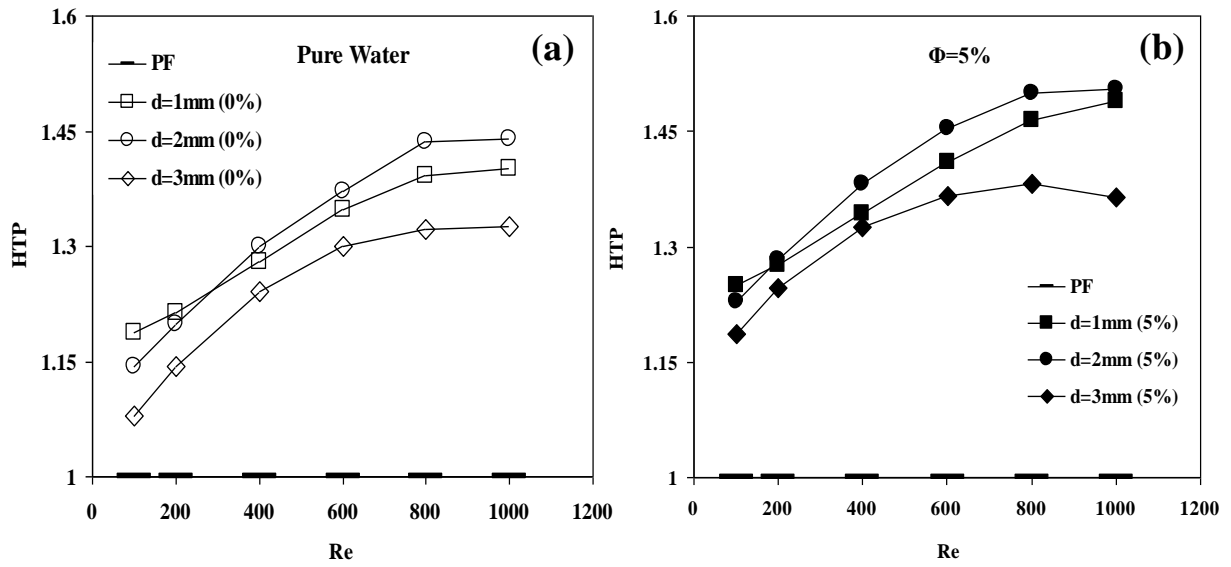 1.6
1.45
1.3
1.15
1
HTP
0 200 400 600 800 1000 1200
Re
Pure Water
(a)
PF
d=1mm (0%)
d=2mm (0%)
d=3mm (0%)
1.6
1.45
1.3
1.15
1
HTP
0 200 400 600 800 1000 1200
Re
Φ=5%
(b)
PF
d=1mm (5%)
d=2mm (5%)
d=3mm (5%)